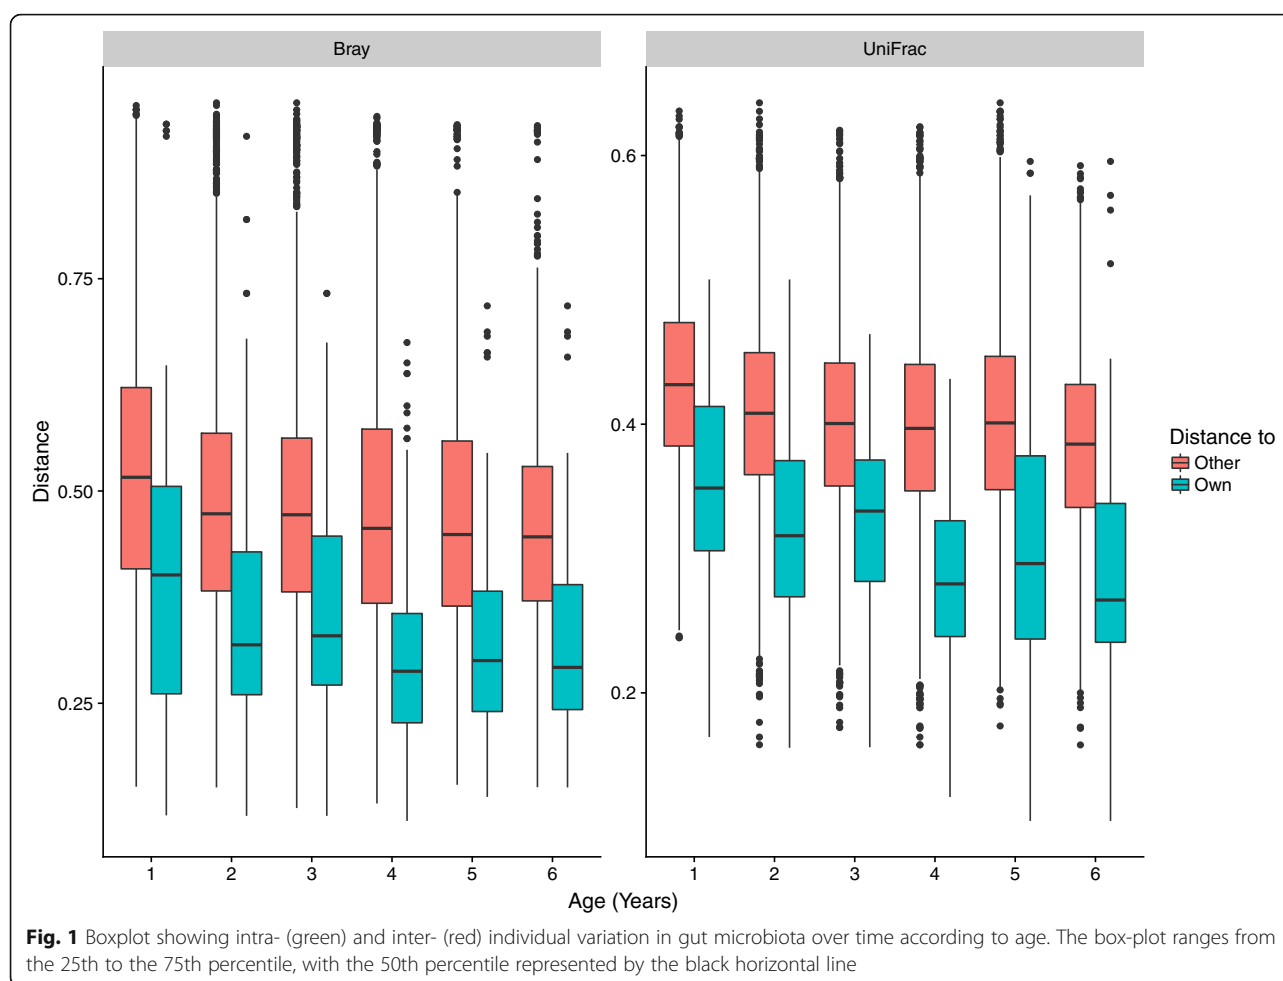 Bray
UniFrac
Distance
0.75
0.50
0.25
0.6
0.4
0.2
1 2 3 4 5 6
1 2 3 4 5 6
Age (Years)
Distance to
Other
Own
Fig. 1 Boxplot showing intra- (green) and inter- (red) individual variation in gut microbiota over time according to age. The box-plot ranges from
the 25th to the 75th percentile, with the 50th percentile represented by the black horizontal line